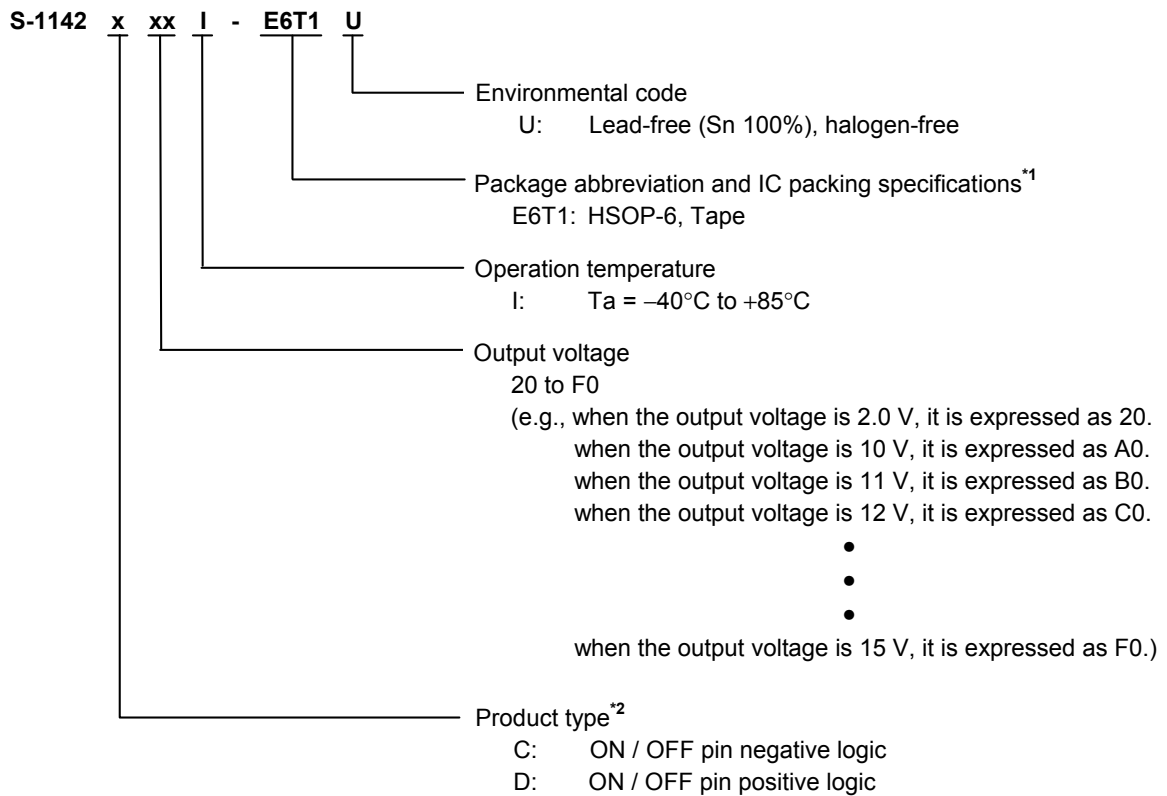 S-1142 x xx I - E6T1 U
Environmental code
U: Lead-free (Sn 100%), halogen-free
Package abbreviation and IC packing specifications*1
E6T1: HSOP-6, Tape
Operation temperature
I: Ta = −40°C to +85°C
Output voltage
20 to F0
(e.g., when the output voltage is 2.0 V, it is expressed as 20.
when the output voltage is 10 V, it is expressed as A0.
when the output voltage is 11 V, it is expressed as B0.
when the output voltage is 12 V, it is expressed as C0.
•
•
•
when the output voltage is 15 V, it is expressed as F0.)
Product type*2
C: ON / OFF pin negative logic
D: ON / OFF pin positive logic